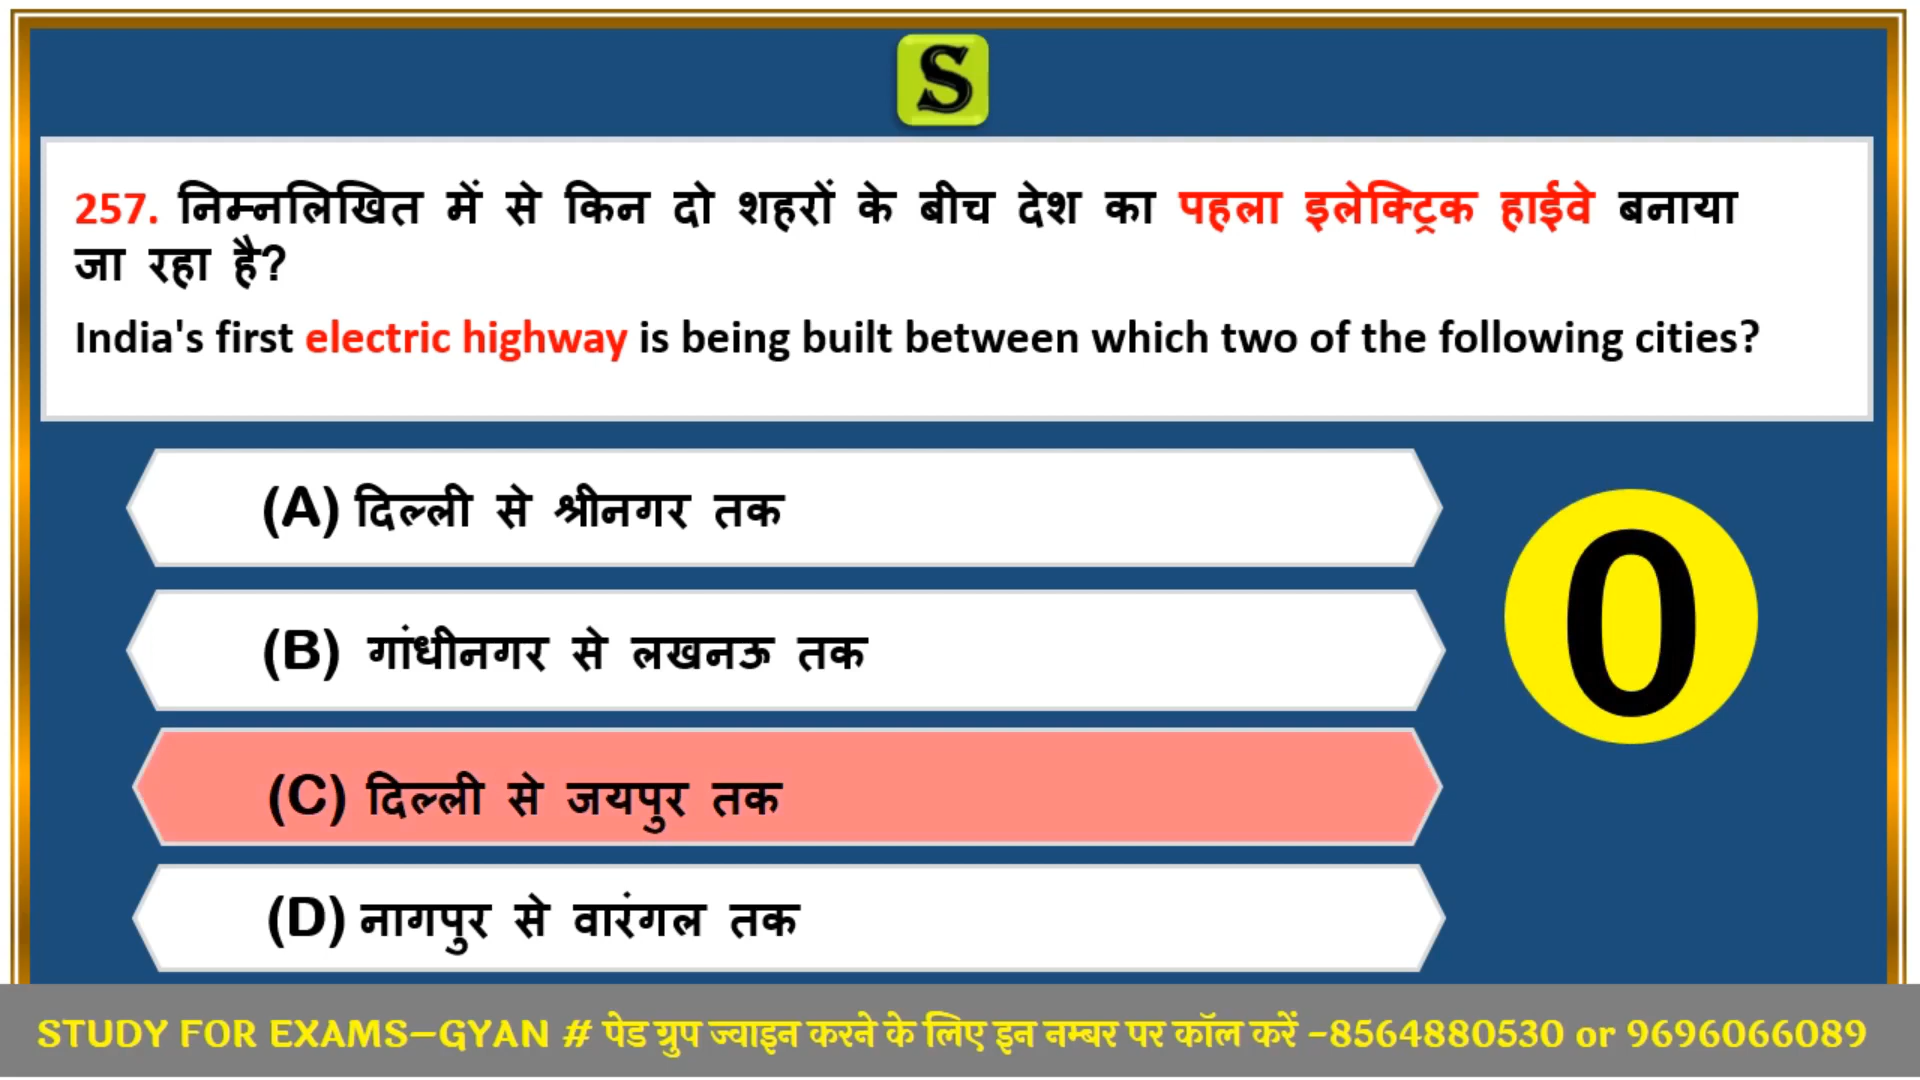 S
257. निम्नलिखित में से किन दो शहरों के बीच देश का पहला इलेक्ट्रिक हाईवे बनाया
जा रहा है?
India's first electric highway is being built between which two of the following cities?
(A) दिल्ली से श्रीनगर तक
(B) गांधीनगर से लखनऊ तक
0
(C) दिल्ली से जयपुर तक
(D) नागपुर से वारंगल तक
STUDY FOR EXAMS–GYAN # पेड ग्रुप ज्वाइन करने के लिए इन नम्बर पर कॉल करें -8564880530 or 9696066089